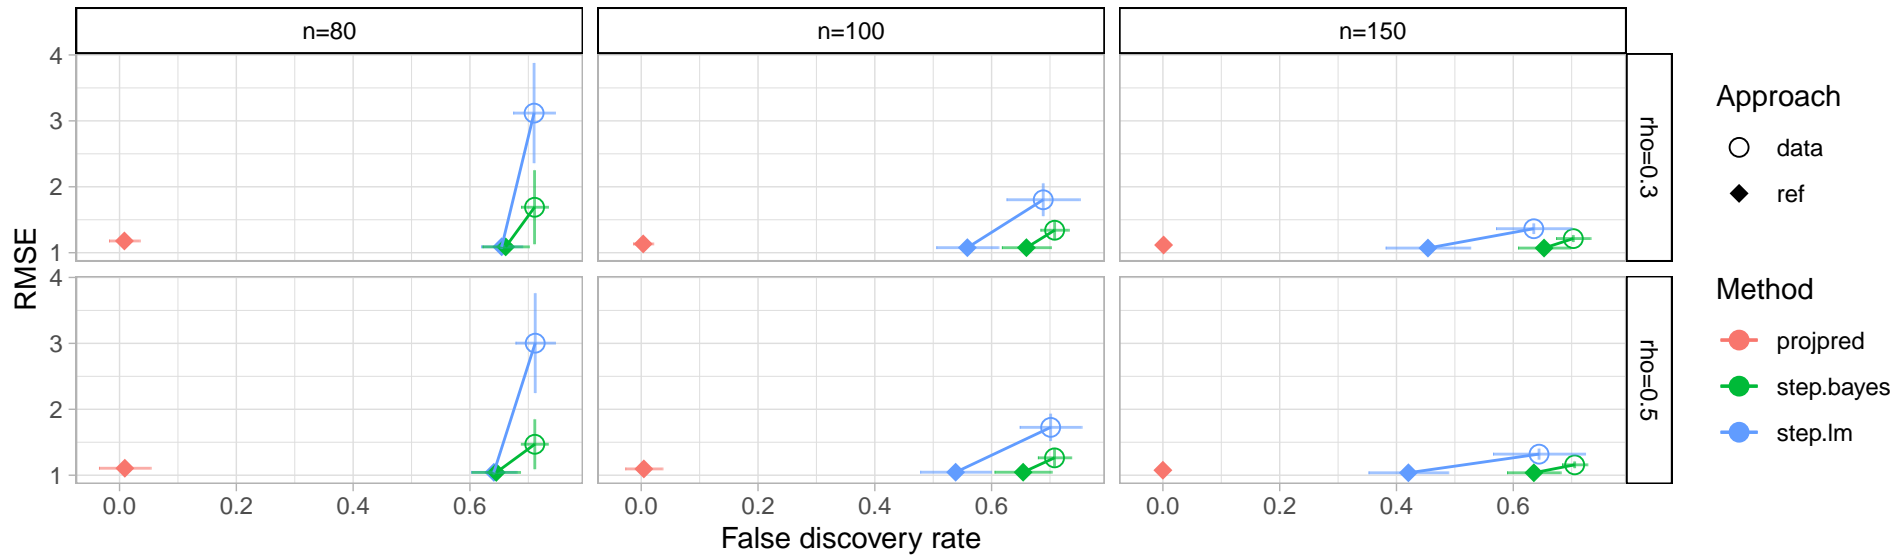 n=80
n=100
n=150
4
3
2
1
rho=0.3
4
3
2
1
rho=0.5
RMSE
0.0 0.2 0.4 0.6
0.0 0.2 0.4 0.6
0.0 0.2 0.4 0.6
False discovery rate
Approach
data
ref
Method
projpred
step.bayes
step.lm